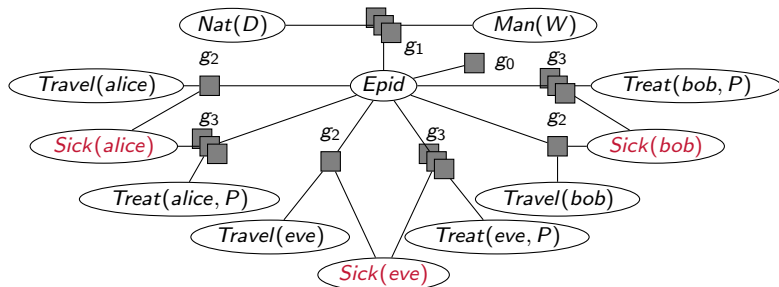 Nat(D) Man(W)
g1
g2 g0 g3
Travel(alice) Epid Treat(bob, P)
g3 g2 g3 g2
Sick(alice) Sick(bob)
Treat(alice, P) Travel(bob)
Travel(eve) Treat(eve, P)
Sick(eve)